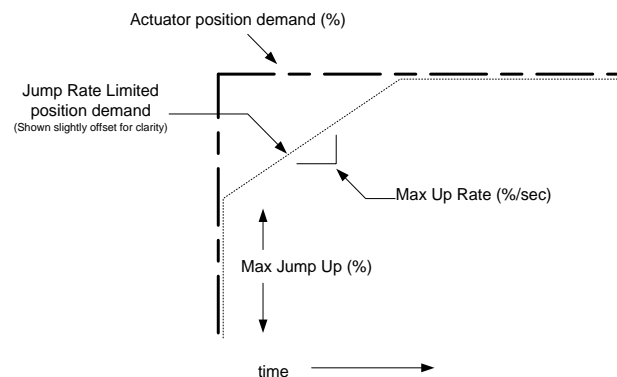 Actuator position demand (%)
Jump Rate Limited
position demand
(Shown slightly offset for clarity)
Max Up Rate (%/sec)
Max Jump Up (%)
time